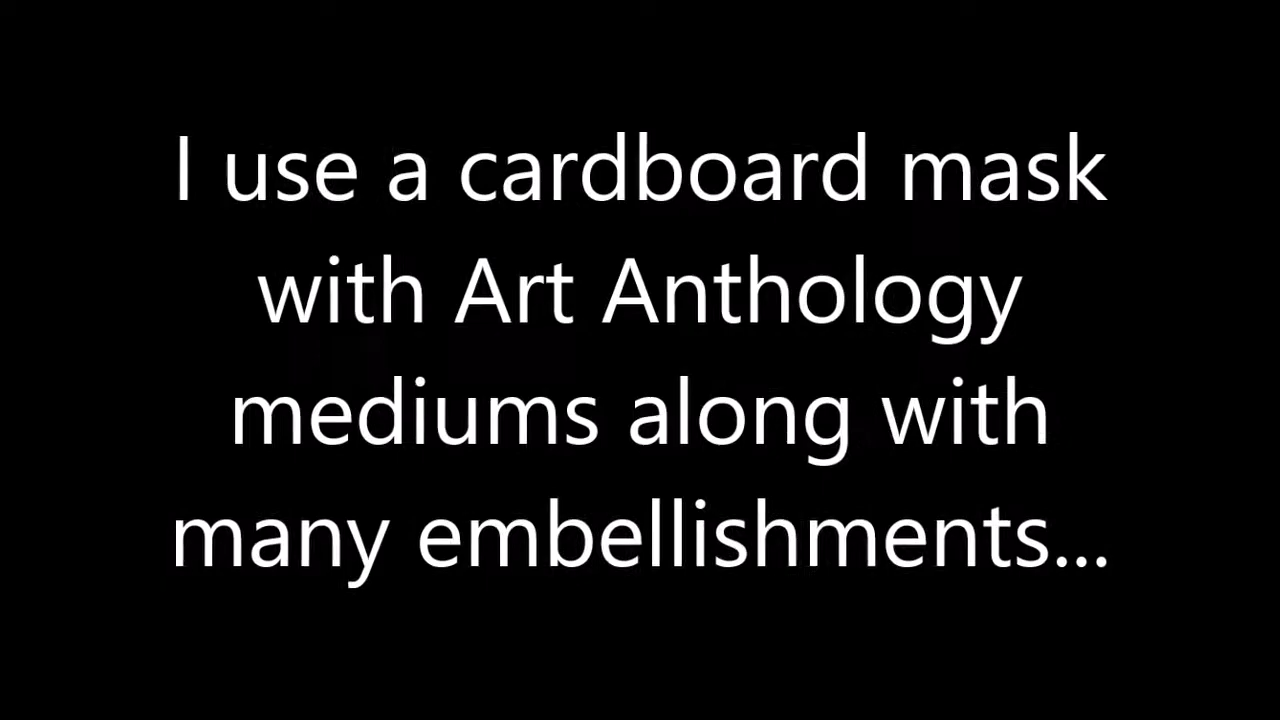 I use a cardboard mask
with Art Anthology
mediums along with
many embellishments...